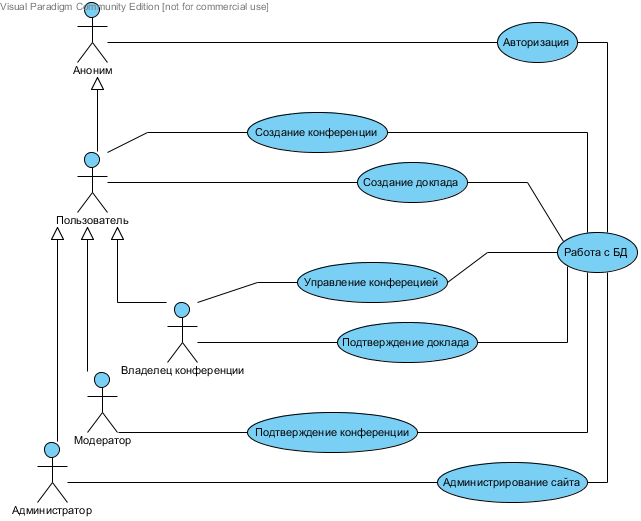 Visual Paradigm Community Edition [not for commercial use]
Авторизация
Аноним
Создание конференции
Создание доклада
Пользователь
Работа с БД
Управление конферецией
Подтверждение доклада
Владелец конференции
Подтверждение конференции
Модератор
Администрирование сайта
Администратор